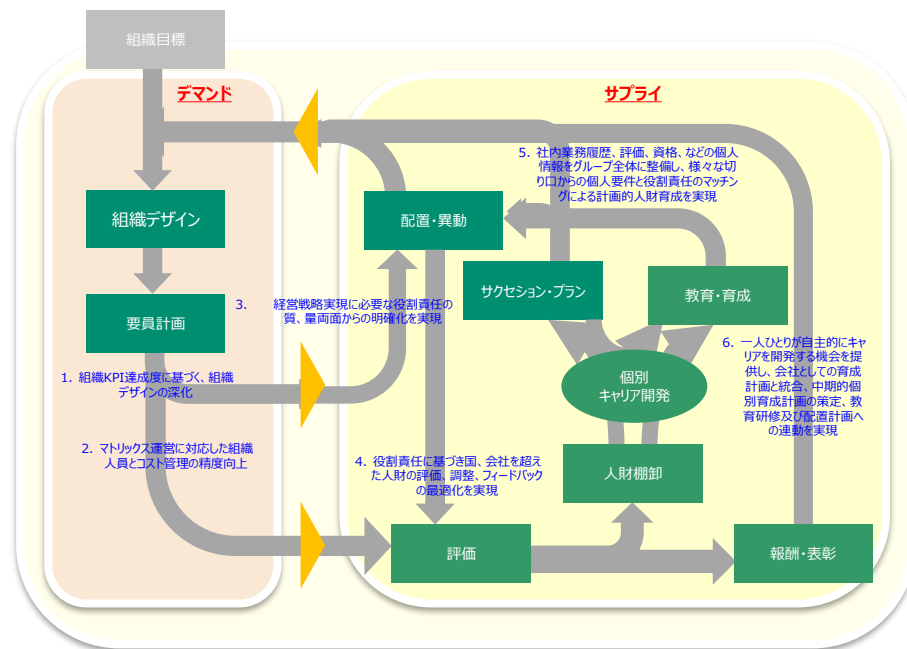 組織目標
デマンド
サプライ
組織デザイン
要員計画
1. 組織KPI達成度に基づく、組織
デザインの深化
2. マトリックス運営に対応した組織
人員とコスト管理の精度向上
3. 経営戦略実現に必要な役割責任の
質、量両面からの明確化を実現
配置・異動
4. 役割責任に基づき国、会社を超え
た人財の評価、調整、フィードバック
の最適化を実現
評価
5. 社内業務履歴、評価、資格、などの個人
情報をグループ全体に整備し、様々な切
り口からの個人要件と役割責任のマッチン
グによる計画的人財育成を実現
サクセション・プラン
教育・育成
個別
キャリア開発
人財棚卸
6. 一人ひとりが自主的にキャ
リアを開発する機会を提
供し、会社としての育成
計画と統合、中期的個
別育成計画の策定、教
育研修及び配置計画へ
の連動を実現
報酬・表彰